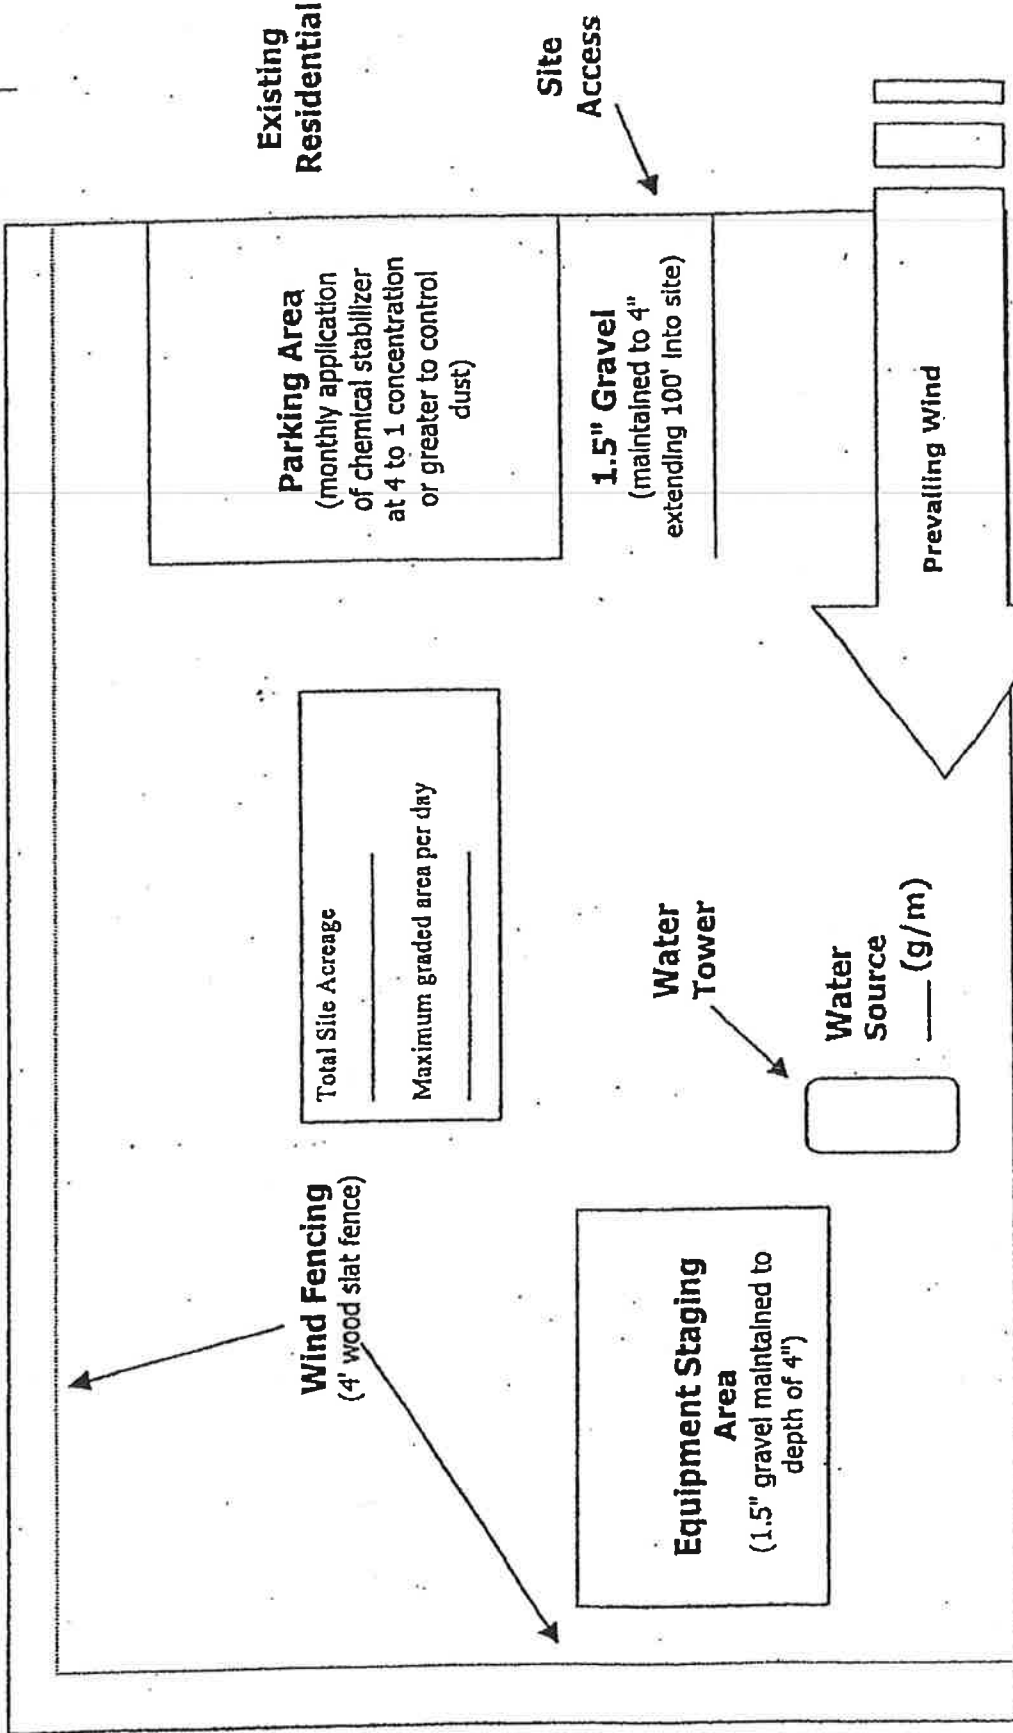 Existing
Residential
Site
Access
Parking Area
(monthly application
of chemical stabilizer
at 4 to 1 concentration
or greater to control
dust)
1.5" Gravel
(maintained to 4"
extending 100' into site)
Prevailing Wind
Total Site Acreage
Maximum graded area per day
Wind Fencing
(4' wood slat fence)
Water
Tower
Water
Source
(g/m)
Equipment Staging
Area
(1.5" gravel maintained to
depth of 4")